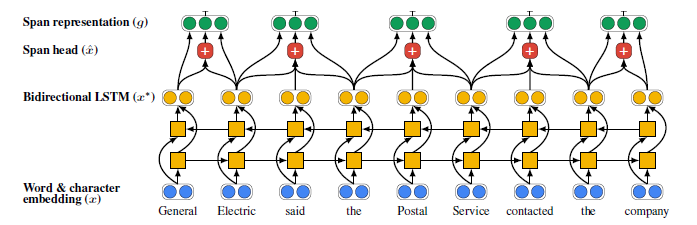 Span representation (g)
Span head (x̂)
+ + + + +
Bidirectional LSTM (x*)
Word & character
embedding (x)
General Electric said the Postal Service contacted the company